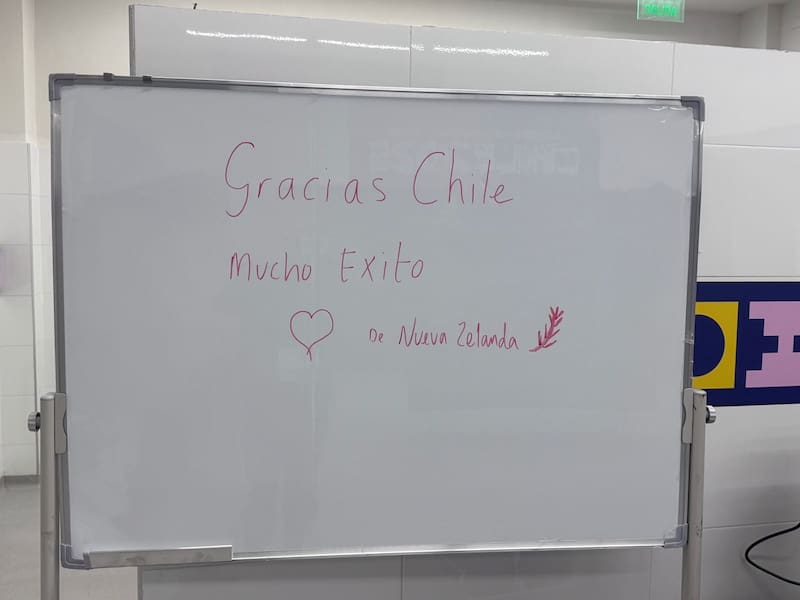 Gracias Chile
Mucho Exito
De Nueva Zelanda